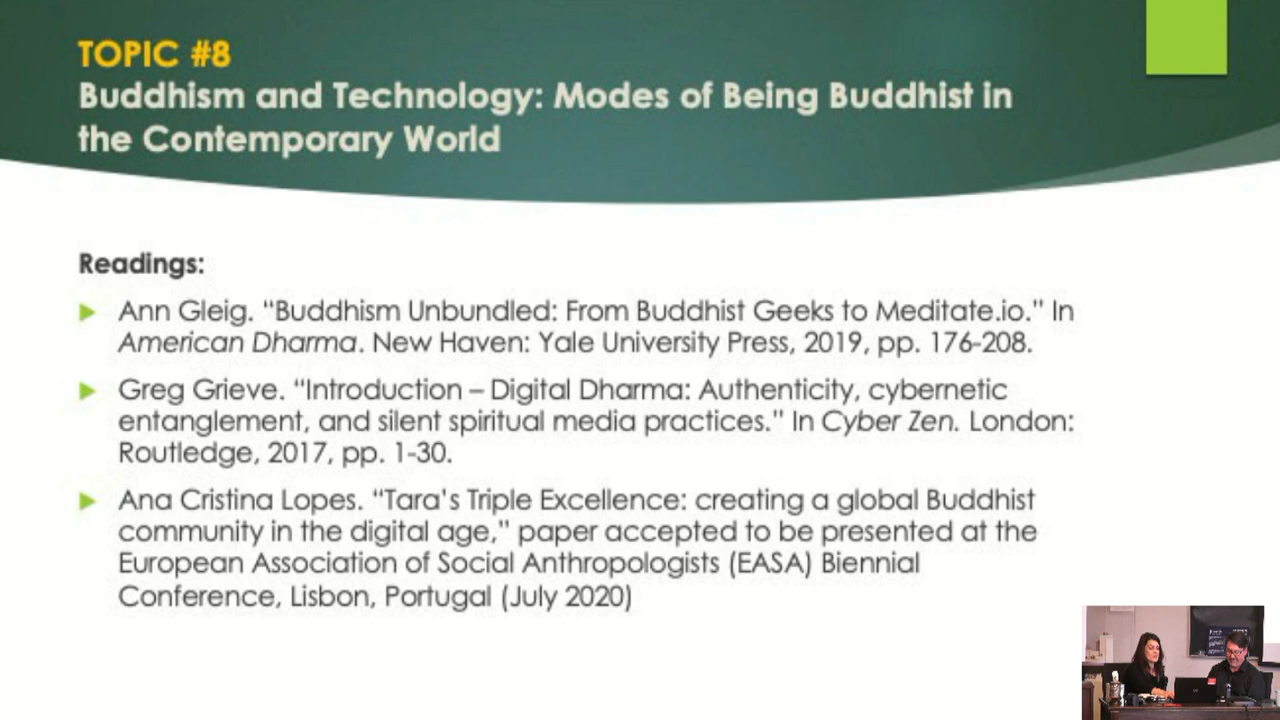 TOPIC #8
Buddhism and Technology: Modes of Being Buddhist in
the Contemporary World
Readings:
Ann Gleig. “Buddhism Unbundled: From Buddhist Geeks to Meditate.io.” In
American Dharma. New Haven: Yale University Press, 2019, pp. 176-208.
Greg Grieve. “Introduction – Digital Dharma: Authenticity, cybernetic
entanglement, and silent spiritual media practices.” In Cyber Zen. London:
Routledge, 2017, pp. 1-30.
Ana Cristina Lopes. “Tara’s Triple Excellence: creating a global Buddhist
community in the digital age,” paper accepted to be presented at the
European Association of Social Anthropologists (EASA) Biennial
Conference, Lisbon, Portugal (July 2020)